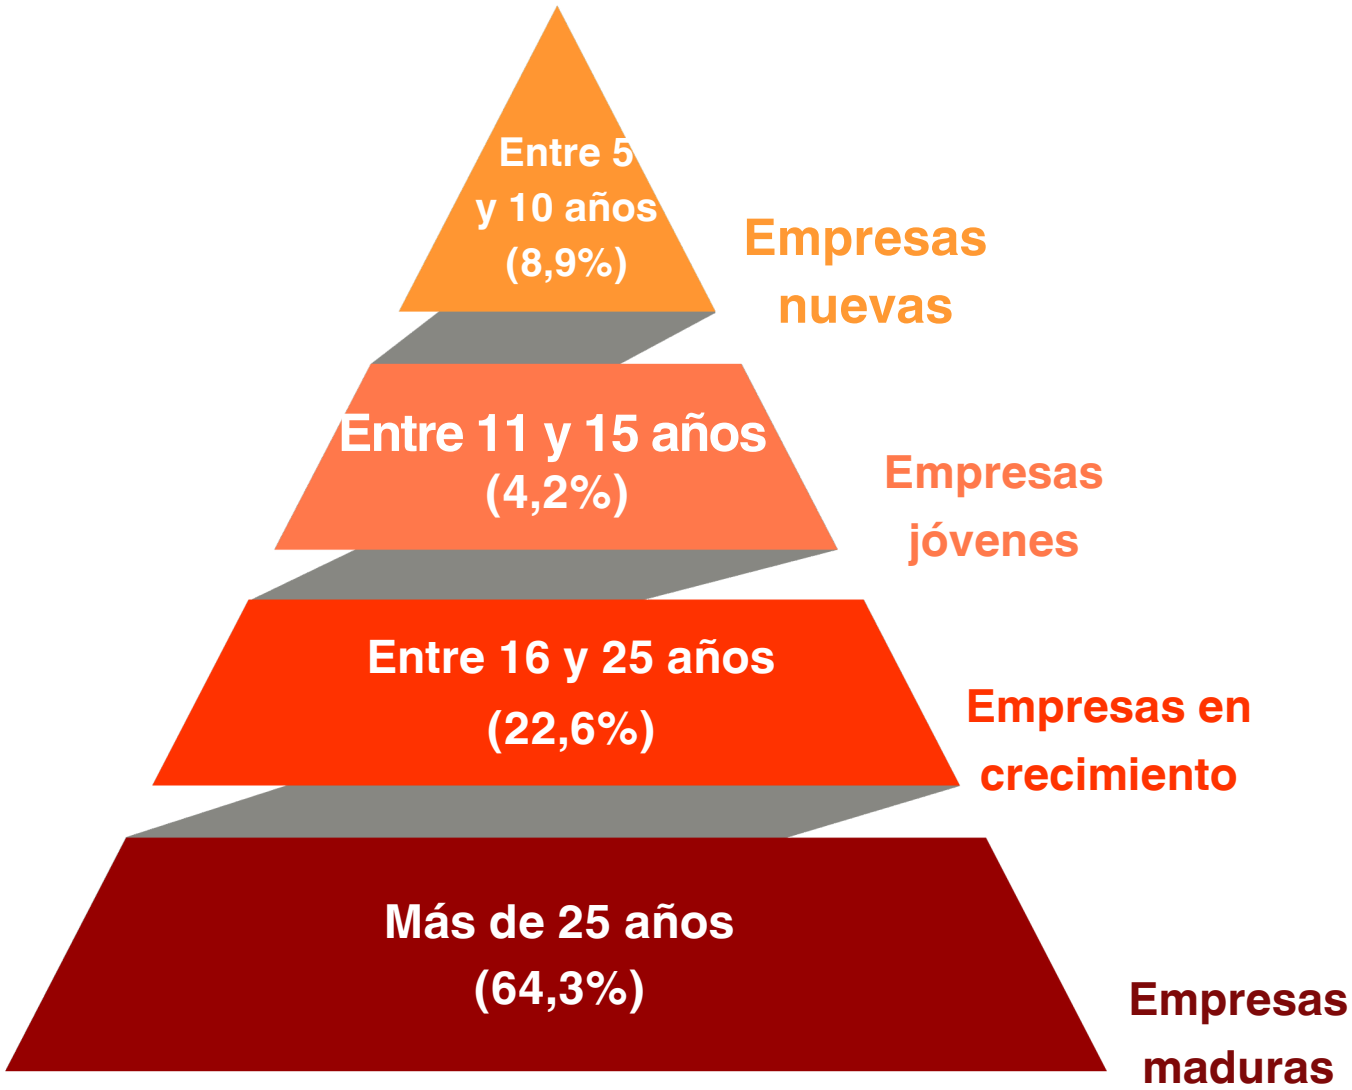 Entre 5
y 10 años
(8,9%)
Empresas
nuevas
Entre 11 y 15 años
(4,2%)
Empresas
jóvenes
Entre 16 y 25 años
(22,6%)
Empresas en
crecimiento
Más de 25 años
(64,3%)
Empresas
maduras